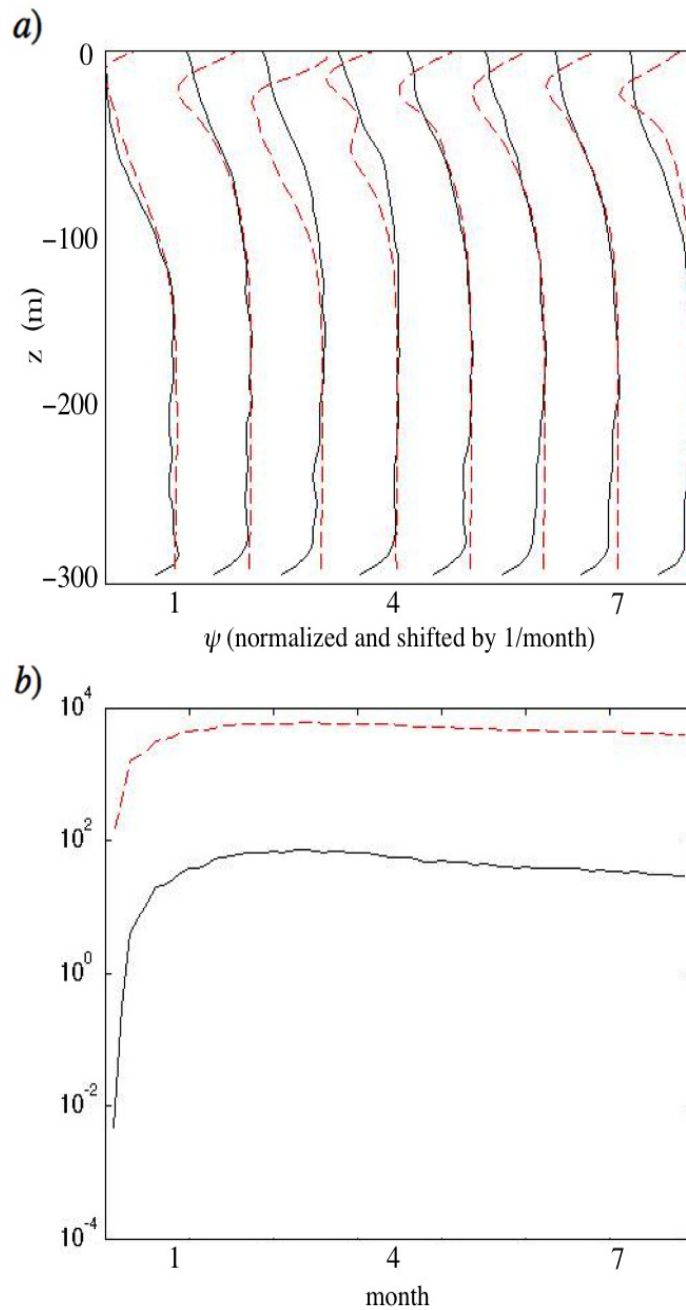 a)
0
−100
−200
−300
z (m)
1 4 7
ψ (normalized and shifted by 1/month)
b)
10^4
10^2
10^0
10^-2
10^-4
1 4 7
month